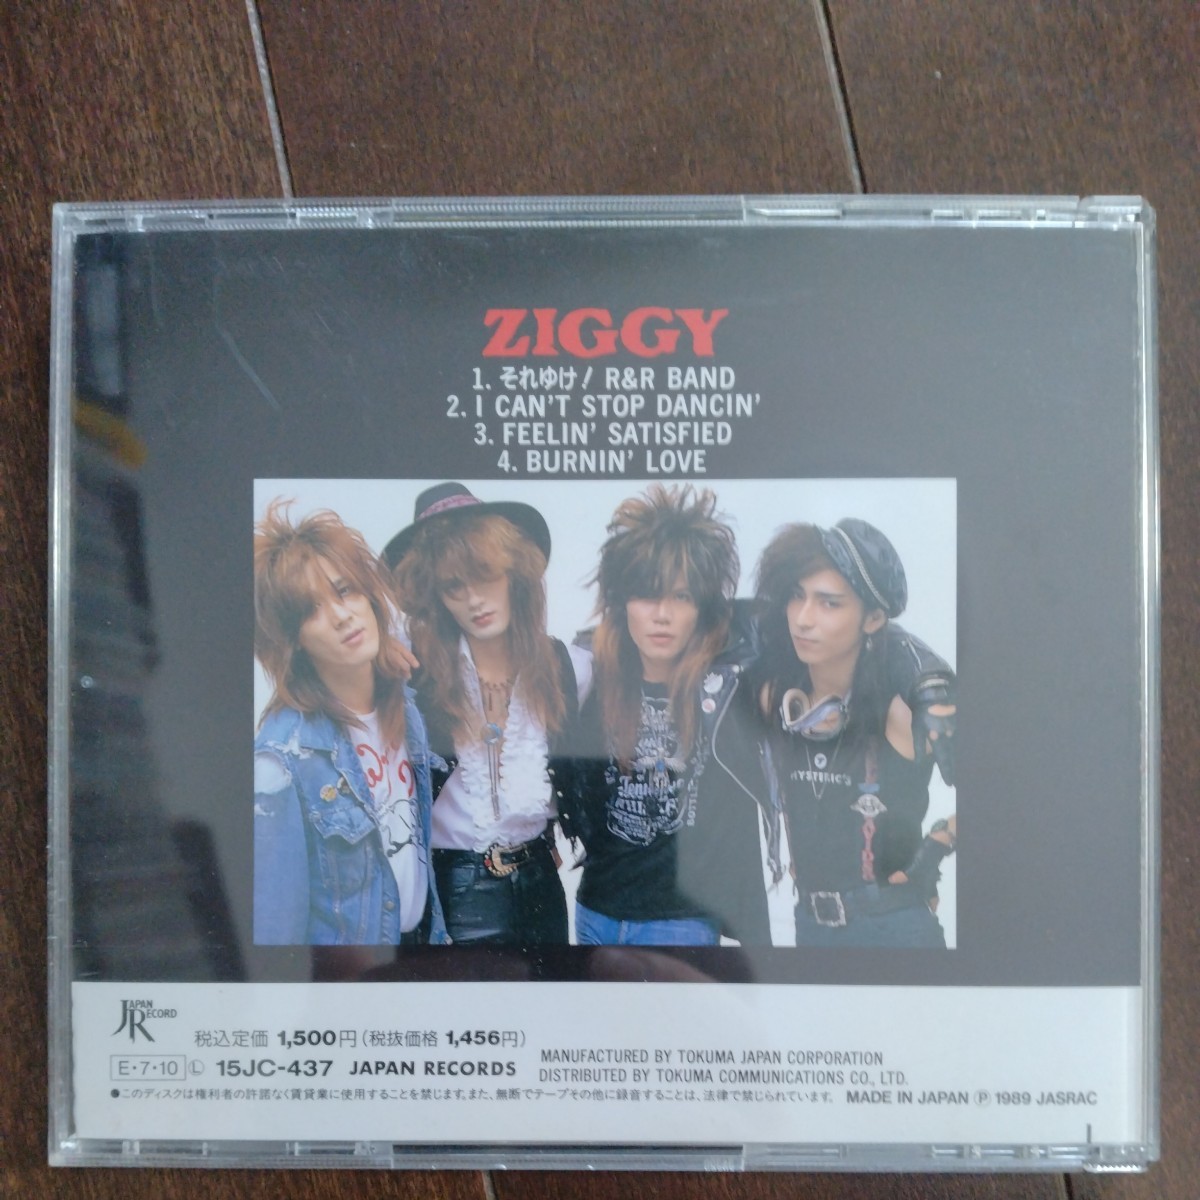 ZIGGY
1. それゆけ! R&R BAND
2. I CAN'T STOP DANCIN'
3. FEELIN' SATISFIED
4. BURNIN' LOVE
HYSTERIC'S
JAPAN RECORD
税込定価 1,500円(税抜価格 1,456円)
E・7・10 Ⓛ 15JC-437 JAPAN RECORDS
MANUFACTURED BY TOKUMA JAPAN CORPORATION
DISTRIBUTED BY TOKUMA COMMUNICATIONS CO., LTD.
●このディスクは権利者の許諾なく賃貸業に使用することを禁じます。また、無断でテープその他に録音することは、法律で禁じられています。 MADE IN JAPAN Ⓟ 1989 JASRAC